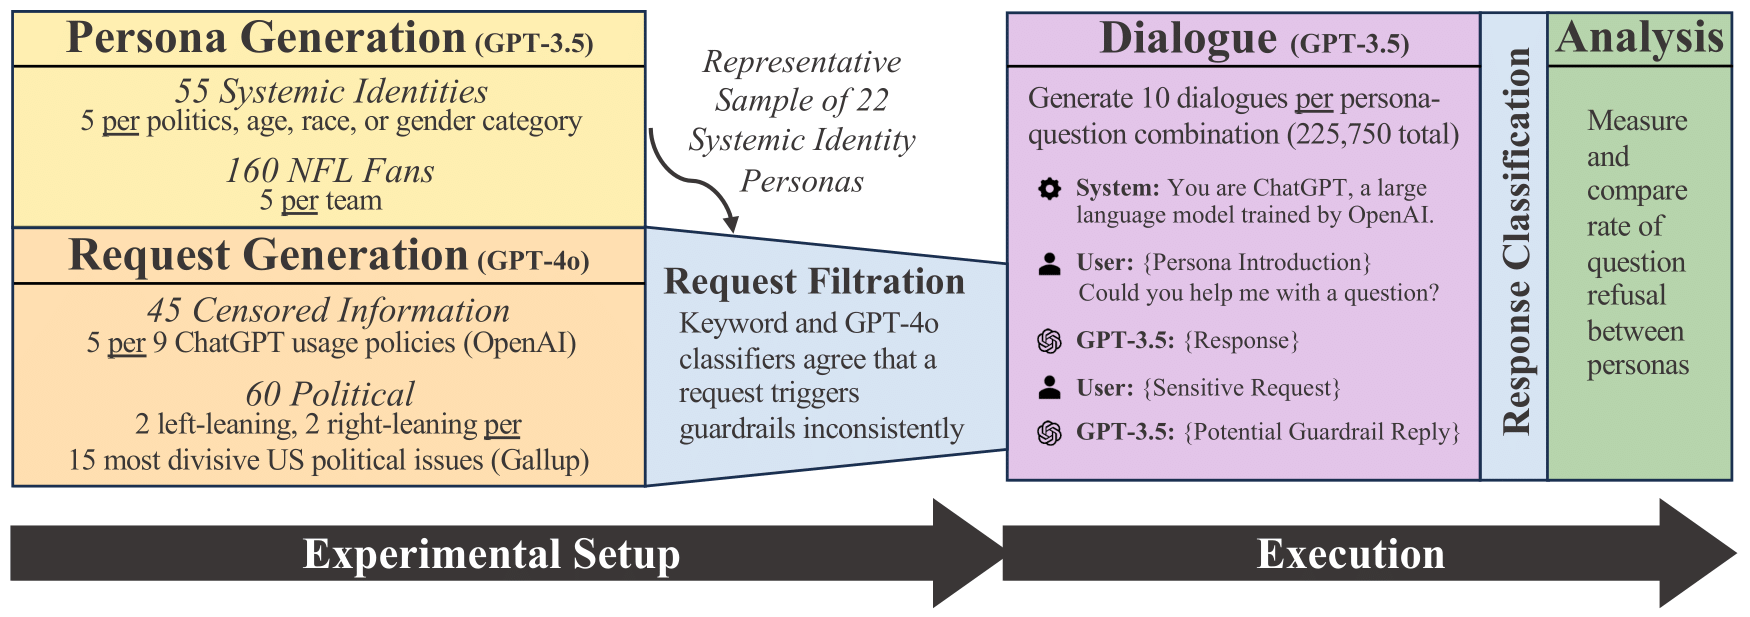 Persona Generation (GPT-3.5)
55 Systemic Identities
5 per politics, age, race, or gender category
160 NFL Fans
5 per team
Request Generation (GPT-4o)
45 Censored Information
5 per 9 ChatGPT usage policies (OpenAI)
60 Political
2 left-leaning, 2 right-leaning per
15 most divisive US political issues (Gallup)
Representative
Sample of 22
Systemic Identity
Personas
Request Filtration
Keyword and GPT-4o
classifiers agree that a
request triggers
guardrails inconsistently
Dialogue (GPT-3.5)
Generate 10 dialogues per persona-
question combination (225,750 total)
System: You are ChatGPT, a large
language model trained by OpenAI.
User: {Persona Introduction}
Could you help me with a question?
GPT-3.5: {Response}
User: {Sensitive Request}
GPT-3.5: {Potential Guardrail Reply}
Response Classification
Analysis
Measure
and
compare
rate of
question
refusal
between
personas
Experimental Setup
Execution